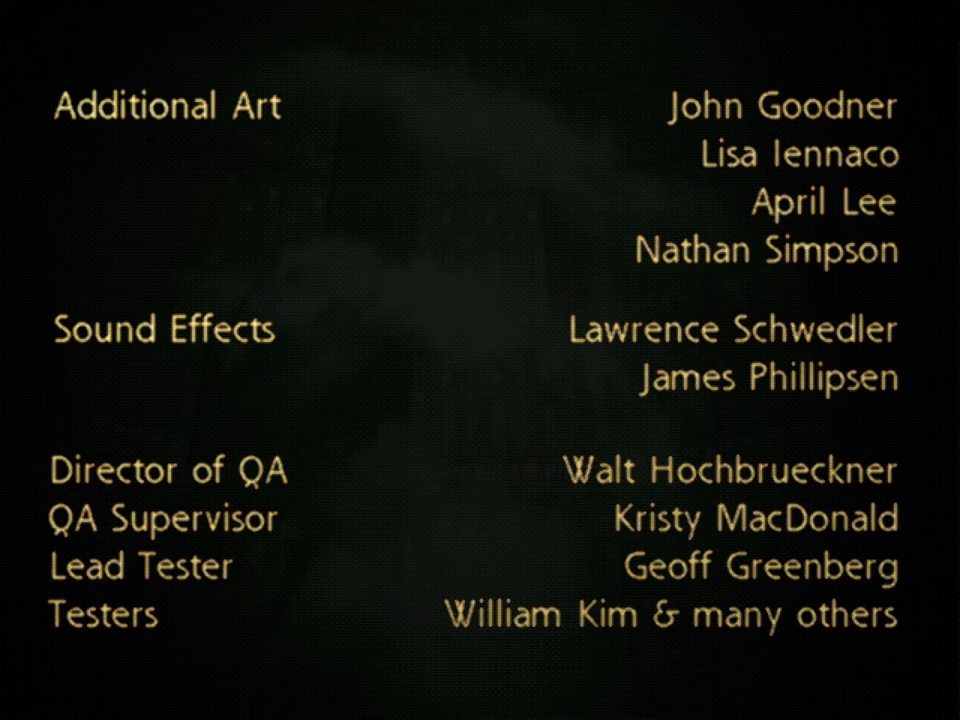 Additional Art John Goodner
Lisa Iennaco
April Lee
Nathan Simpson
Sound Effects Lawrence Schwedler
James Phillipsen
Director of QA Walt Hochbrueckner
QA Supervisor Kristy MacDonald
Lead Tester Geoff Greenberg
Testers William Kim & many others